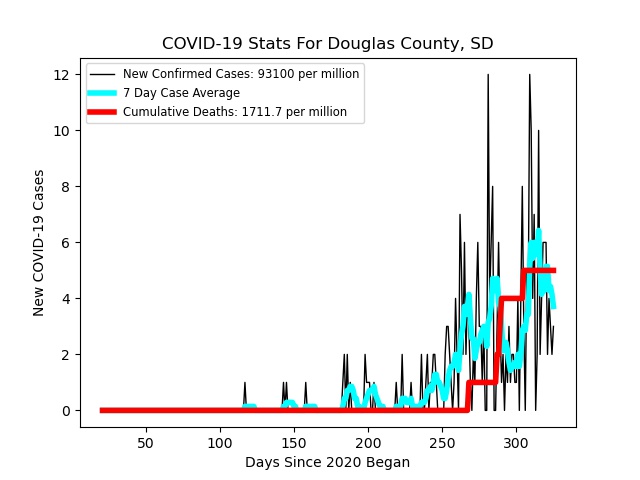 COVID-19 Stats For Douglas County, SD
New Confirmed Cases: 93100 per million
7 Day Case Average
Cumulative Deaths: 1711.7 per million
New COVID-19 Cases
12
10
8
6
4
2
0
50 100 150 200 250 300
Days Since 2020 Began